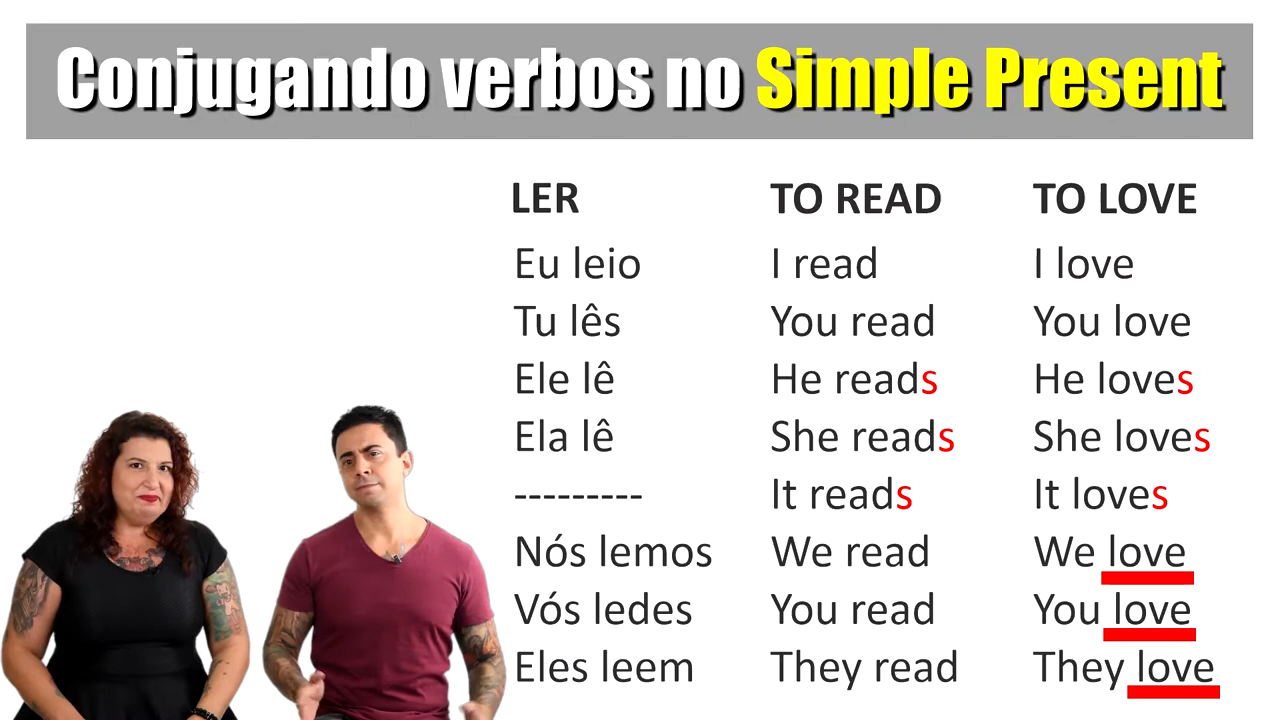 Conjugando verbos no Simple Present
LER TO READ TO LOVE
Eu leio I read I love
Tu lês You read You love
Ele lê He reads He loves
Ela lê She reads She loves
--------- It reads It loves
Nós lemos We read We love
Vós ledes You read You love
Eles leem They read They love